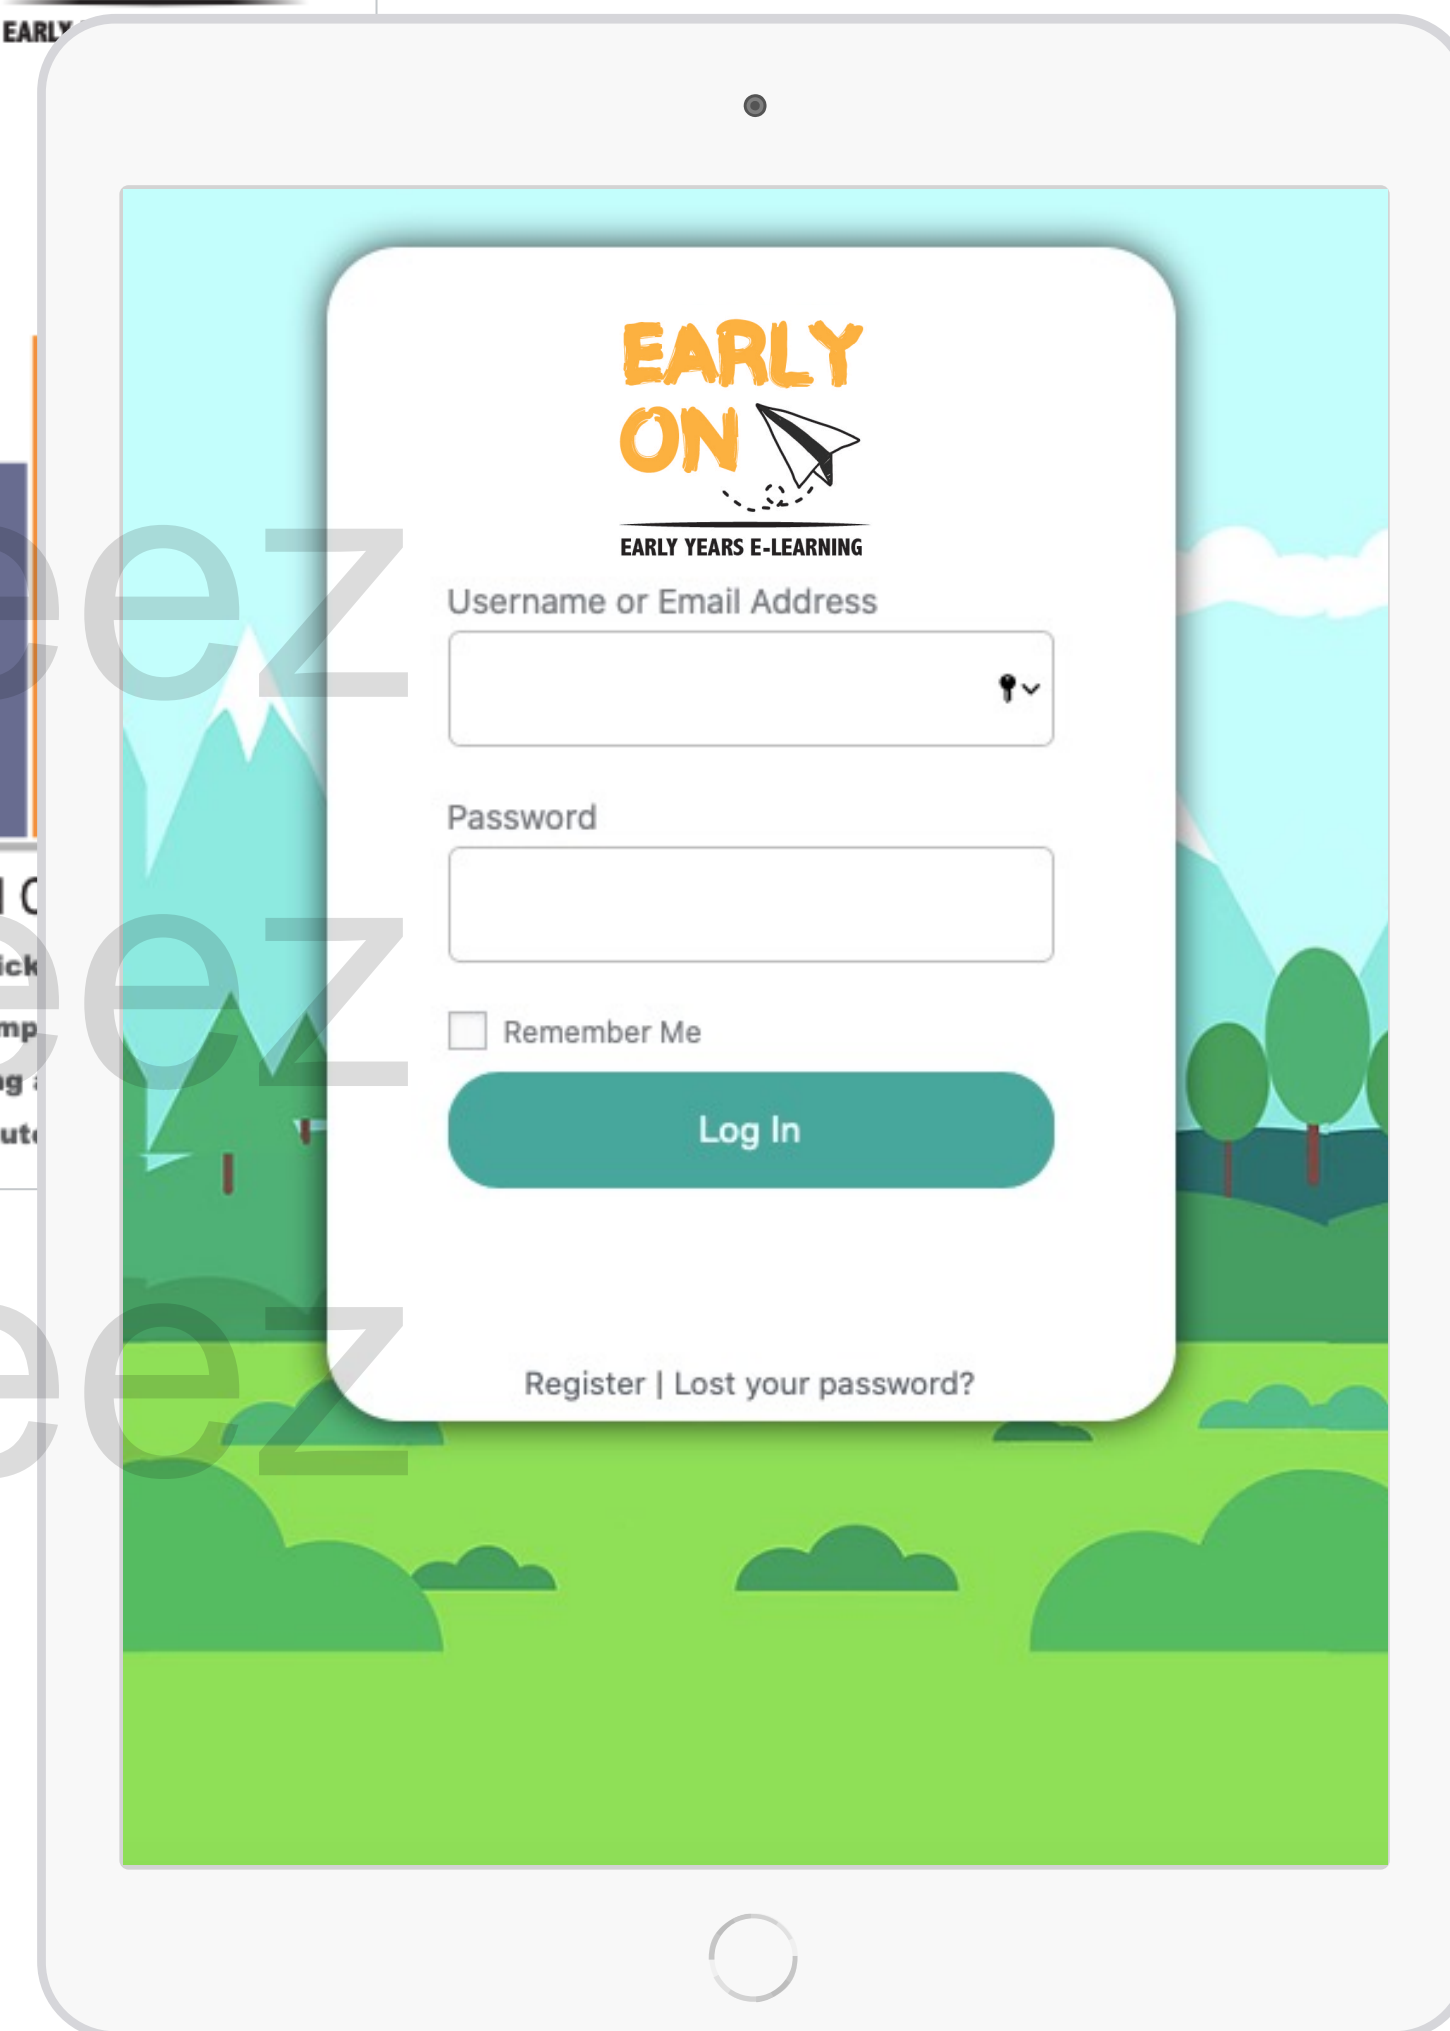 EARLY
EARLY
ON
EARLY YEARS E-LEARNING
Username or Email Address
Password
Remember Me
Log In
Register | Lost your password?
eez
eez
eez